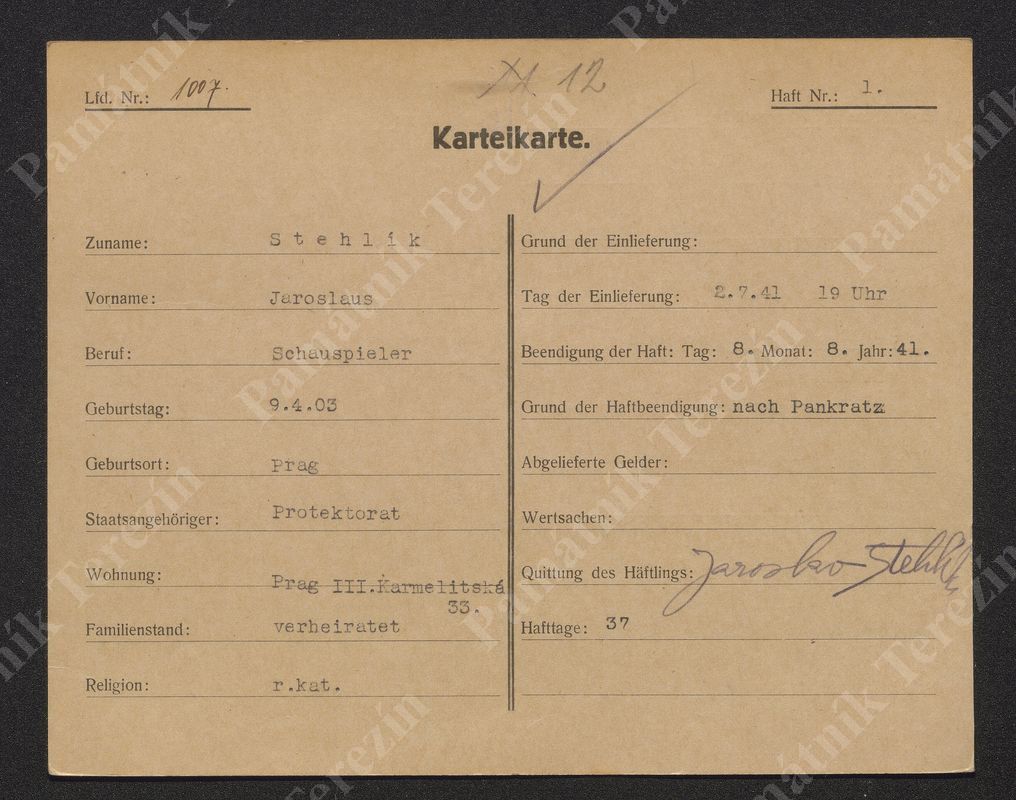 Lfd. Nr.: 1007.
12
Haft Nr.: 1.
Karteikarte.
Zuname: Stehlík
Vorname: Jaroslaus
Beruf: Schauspieler
Geburtstag: 9.4.03
Geburtsort: Prag
Staatsangehöriger: Protektorat
Wohnung: Prag III.Karmelitská
33.
Familienstand: verheiratet
Religion: r.kat.
Grund der Einlieferung:
Tag der Einlieferung: 2.7.41 19 Uhr
Beendigung der Haft: Tag: 8. Monat: 8. Jahr: 41.
Grund der Haftbeendigung: nach Pankratz
Abgelieferte Gelder:
Wertsachen:
Quittung des Häftlings: Stehlík
Hafttage: 37
Památník Terezín